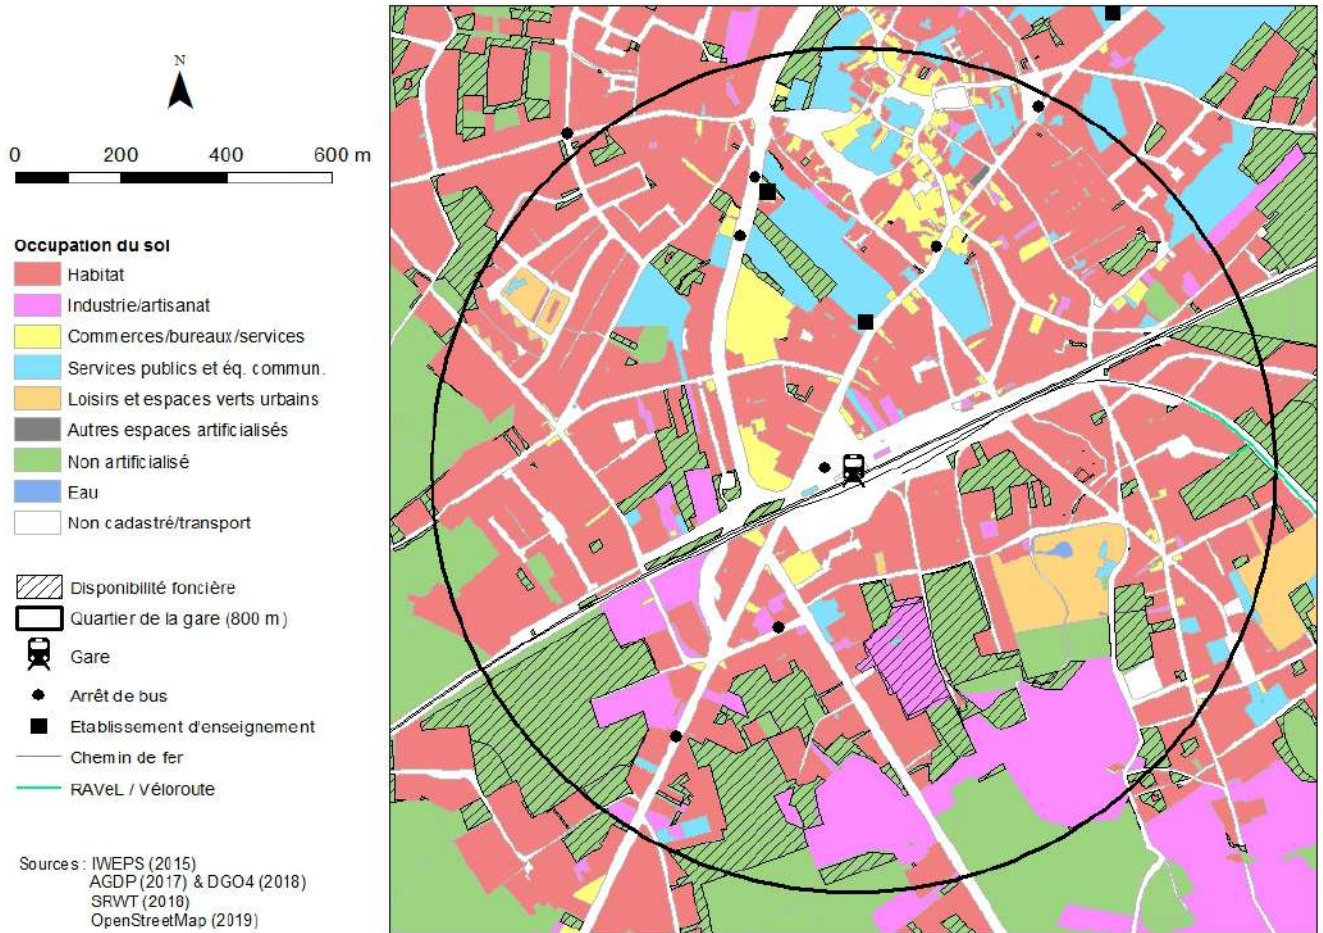 N
0 200 400 600 m
Occupation du sol
Habitat
Industrie/artisanat
Commerces/bureaux/services
Services publics et éq. commun.
Loisirs et espaces verts urbains
Autres espaces artificialisés
Non artificialisé
Eau
Non cadastré/transport
Disponibilité foncière
Quartier de la gare (800 m)
Gare
Arrêt de bus
Etablissement d'enseignement
Chemin de fer
RAVeL / Véloroute
Sources : IWEPS (2015)
AGDP (2017) & DGO4 (2018)
SRWT (2018)
OpenStreetMap (2019)